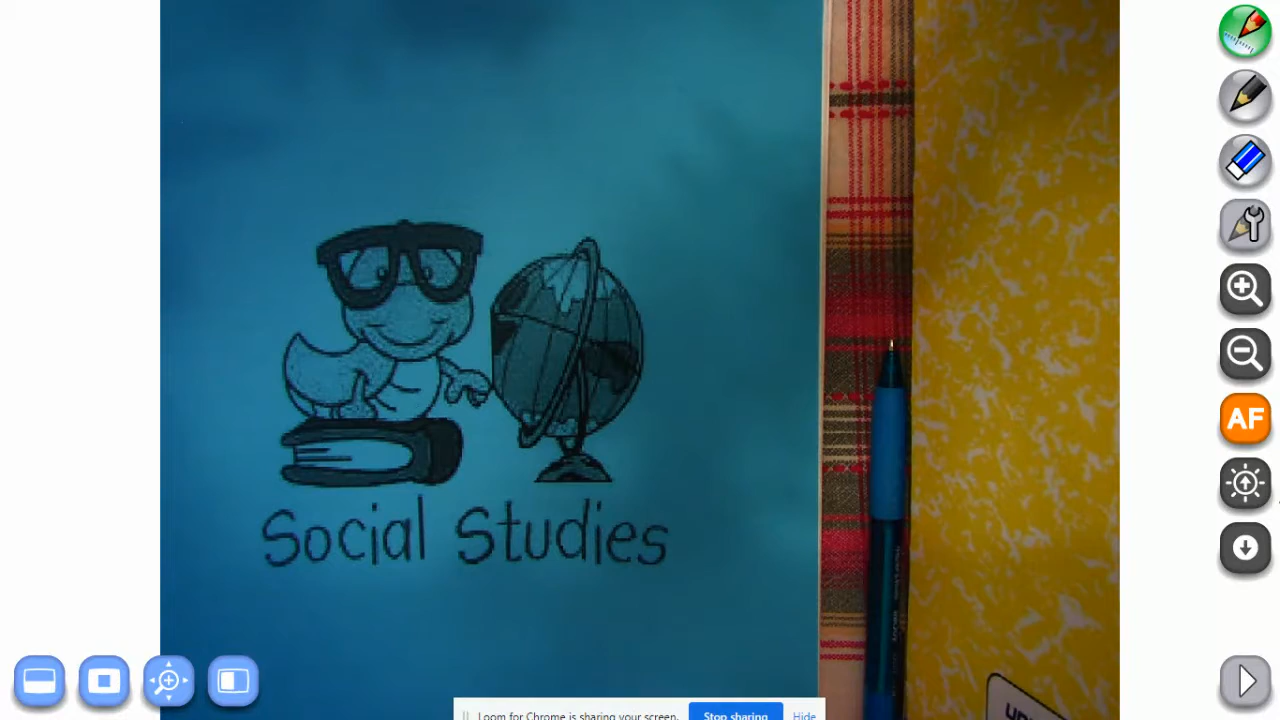 Social Studies
AF
Loom for Chrome is sharing your screen.
Stop sharing
Hide